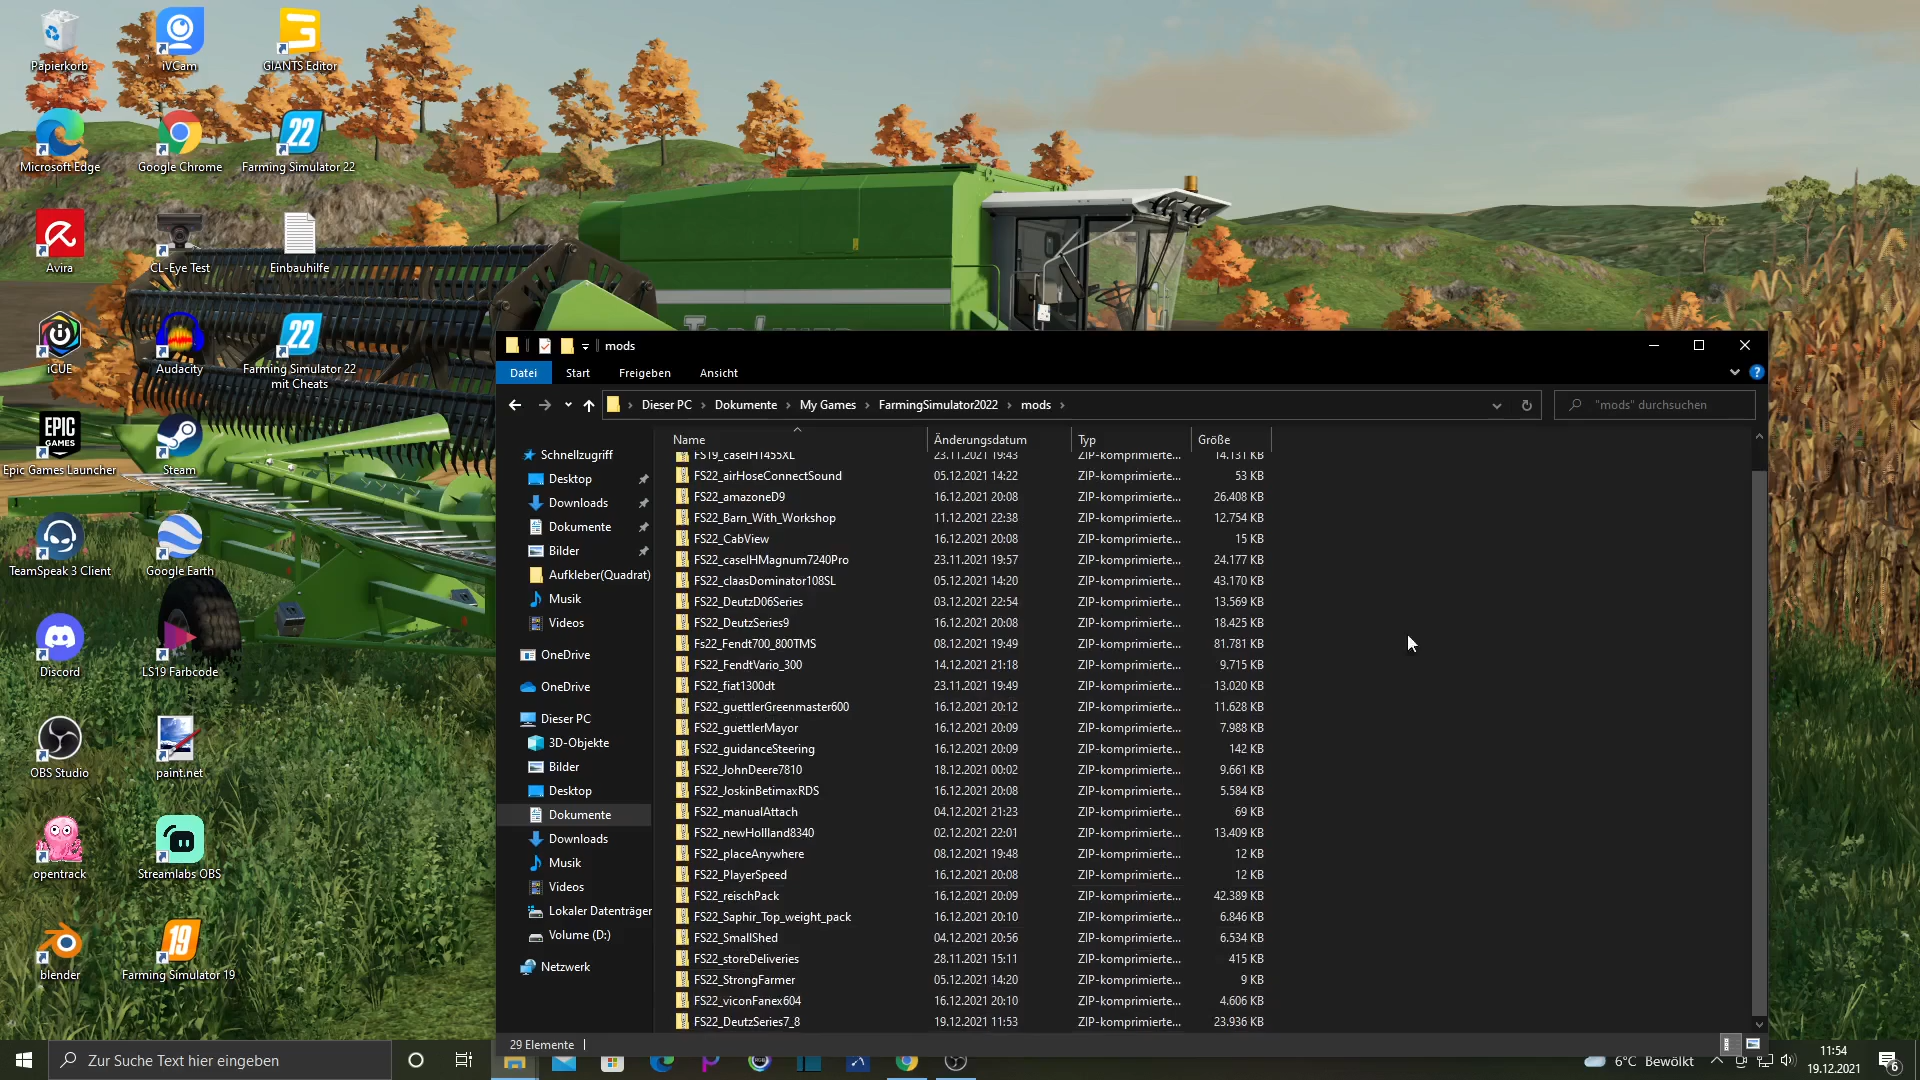 Papierkorb
iVCam
GIANTS Editor
Microsoft Edge
Google Chrome
22
Farming Simulator 22
Avira
CL-Eye Test
Einbauhilfe
iCUE
Audacity
22
Farming Simulator 22
mit Cheats
EPIC
GAMES
Epic Games Launcher
Steam
TeamSpeak 3 Client
Google Earth
Discord
LS19 Farbcode
OBS Studio
paint.net
opentrack
Streamlabs OBS
blender
19
Farming Simulator 19
mods
Datei
Start
Freigeben
Ansicht
Dieser PC › Dokumente › My Games › FarmingSimulator2022 › mods ›
"mods" durchsuchen
Schnellzugriff
Desktop
Downloads
Dokumente
Bilder
Aufkleber(Quadrat)
Musik
Videos
OneDrive
OneDrive
Dieser PC
3D-Objekte
Bilder
Desktop
Dokumente
Downloads
Musik
Videos
Lokaler Datenträger
Volume (D:)
Netzwerk
Name Änderungsdatum Typ Größe
FS19_caseIH1455XL 23.11.2021 19:43 ZIP-komprimierte... 14.131 KB
FS22_airHoseConnectSound 05.12.2021 14:22 ZIP-komprimierte... 53 KB
FS22_amazoneD9 16.12.2021 20:08 ZIP-komprimierte... 26.408 KB
FS22_Barn_With_Workshop 11.12.2021 22:38 ZIP-komprimierte... 12.754 KB
FS22_CabView 16.12.2021 20:08 ZIP-komprimierte... 15 KB
FS22_caseIHMagnum7240Pro 23.11.2021 19:57 ZIP-komprimierte... 24.177 KB
FS22_claasDominator108SL 05.12.2021 14:20 ZIP-komprimierte... 43.170 KB
FS22_DeutzD06Series 03.12.2021 22:54 ZIP-komprimierte... 13.569 KB
FS22_DeutzSeries9 16.12.2021 20:08 ZIP-komprimierte... 18.425 KB
Fs22_Fendt700_800TMS 08.12.2021 19:49 ZIP-komprimierte... 81.781 KB
FS22_FendtVario_300 14.12.2021 21:18 ZIP-komprimierte... 9.715 KB
FS22_fiat1300dt 23.11.2021 19:49 ZIP-komprimierte... 13.020 KB
FS22_guettlerGreenmaster600 16.12.2021 20:12 ZIP-komprimierte... 11.628 KB
FS22_guettlerMayor 16.12.2021 20:09 ZIP-komprimierte... 7.988 KB
FS22_guidanceSteering 16.12.2021 20:09 ZIP-komprimierte... 142 KB
FS22_JohnDeere7810 18.12.2021 00:02 ZIP-komprimierte... 9.661 KB
FS22_JoskinBetimaxRDS 16.12.2021 20:08 ZIP-komprimierte... 5.584 KB
FS22_manualAttach 04.12.2021 21:23 ZIP-komprimierte... 69 KB
FS22_newHollland8340 02.12.2021 22:01 ZIP-komprimierte... 13.409 KB
FS22_placeAnywhere 08.12.2021 19:48 ZIP-komprimierte... 12 KB
FS22_PlayerSpeed 16.12.2021 20:08 ZIP-komprimierte... 12 KB
FS22_reischPack 16.12.2021 20:09 ZIP-komprimierte... 42.389 KB
FS22_Saphir_Top_weight_pack 16.12.2021 20:10 ZIP-komprimierte... 6.846 KB
FS22_SmallShed 04.12.2021 20:56 ZIP-komprimierte... 6.534 KB
FS22_storeDeliveries 28.11.2021 15:11 ZIP-komprimierte... 415 KB
FS22_StrongFarmer 05.12.2021 14:20 ZIP-komprimierte... 9 KB
FS22_viconFanex604 16.12.2021 20:10 ZIP-komprimierte... 4.606 KB
FS22_DeutzSeries7_8 19.12.2021 11:53 ZIP-komprimierte... 23.936 KB
29 Elemente
Zur Suche Text hier eingeben
6°C Bewölkt
11:54
19.12.2021
6